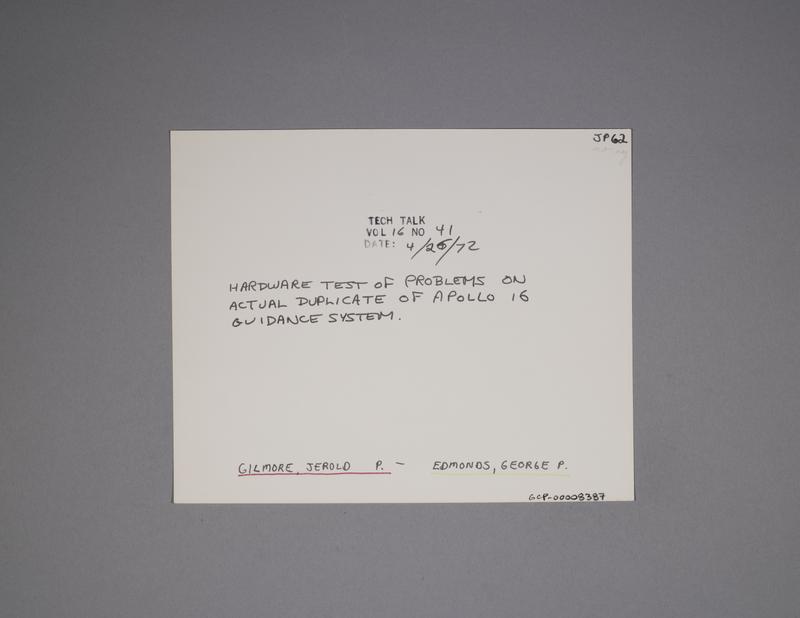 JP62
TECH TALK
VOL 16 NO 41
DATE: 4/26/72
HARDWARE TEST OF PROBLEMS ON
ACTUAL DUPLICATE OF APOLLO 16
GUIDANCE SYSTEM.
GILMORE, JEROLD P. – EDMONDS, GEORGE P.
GCP-00008387